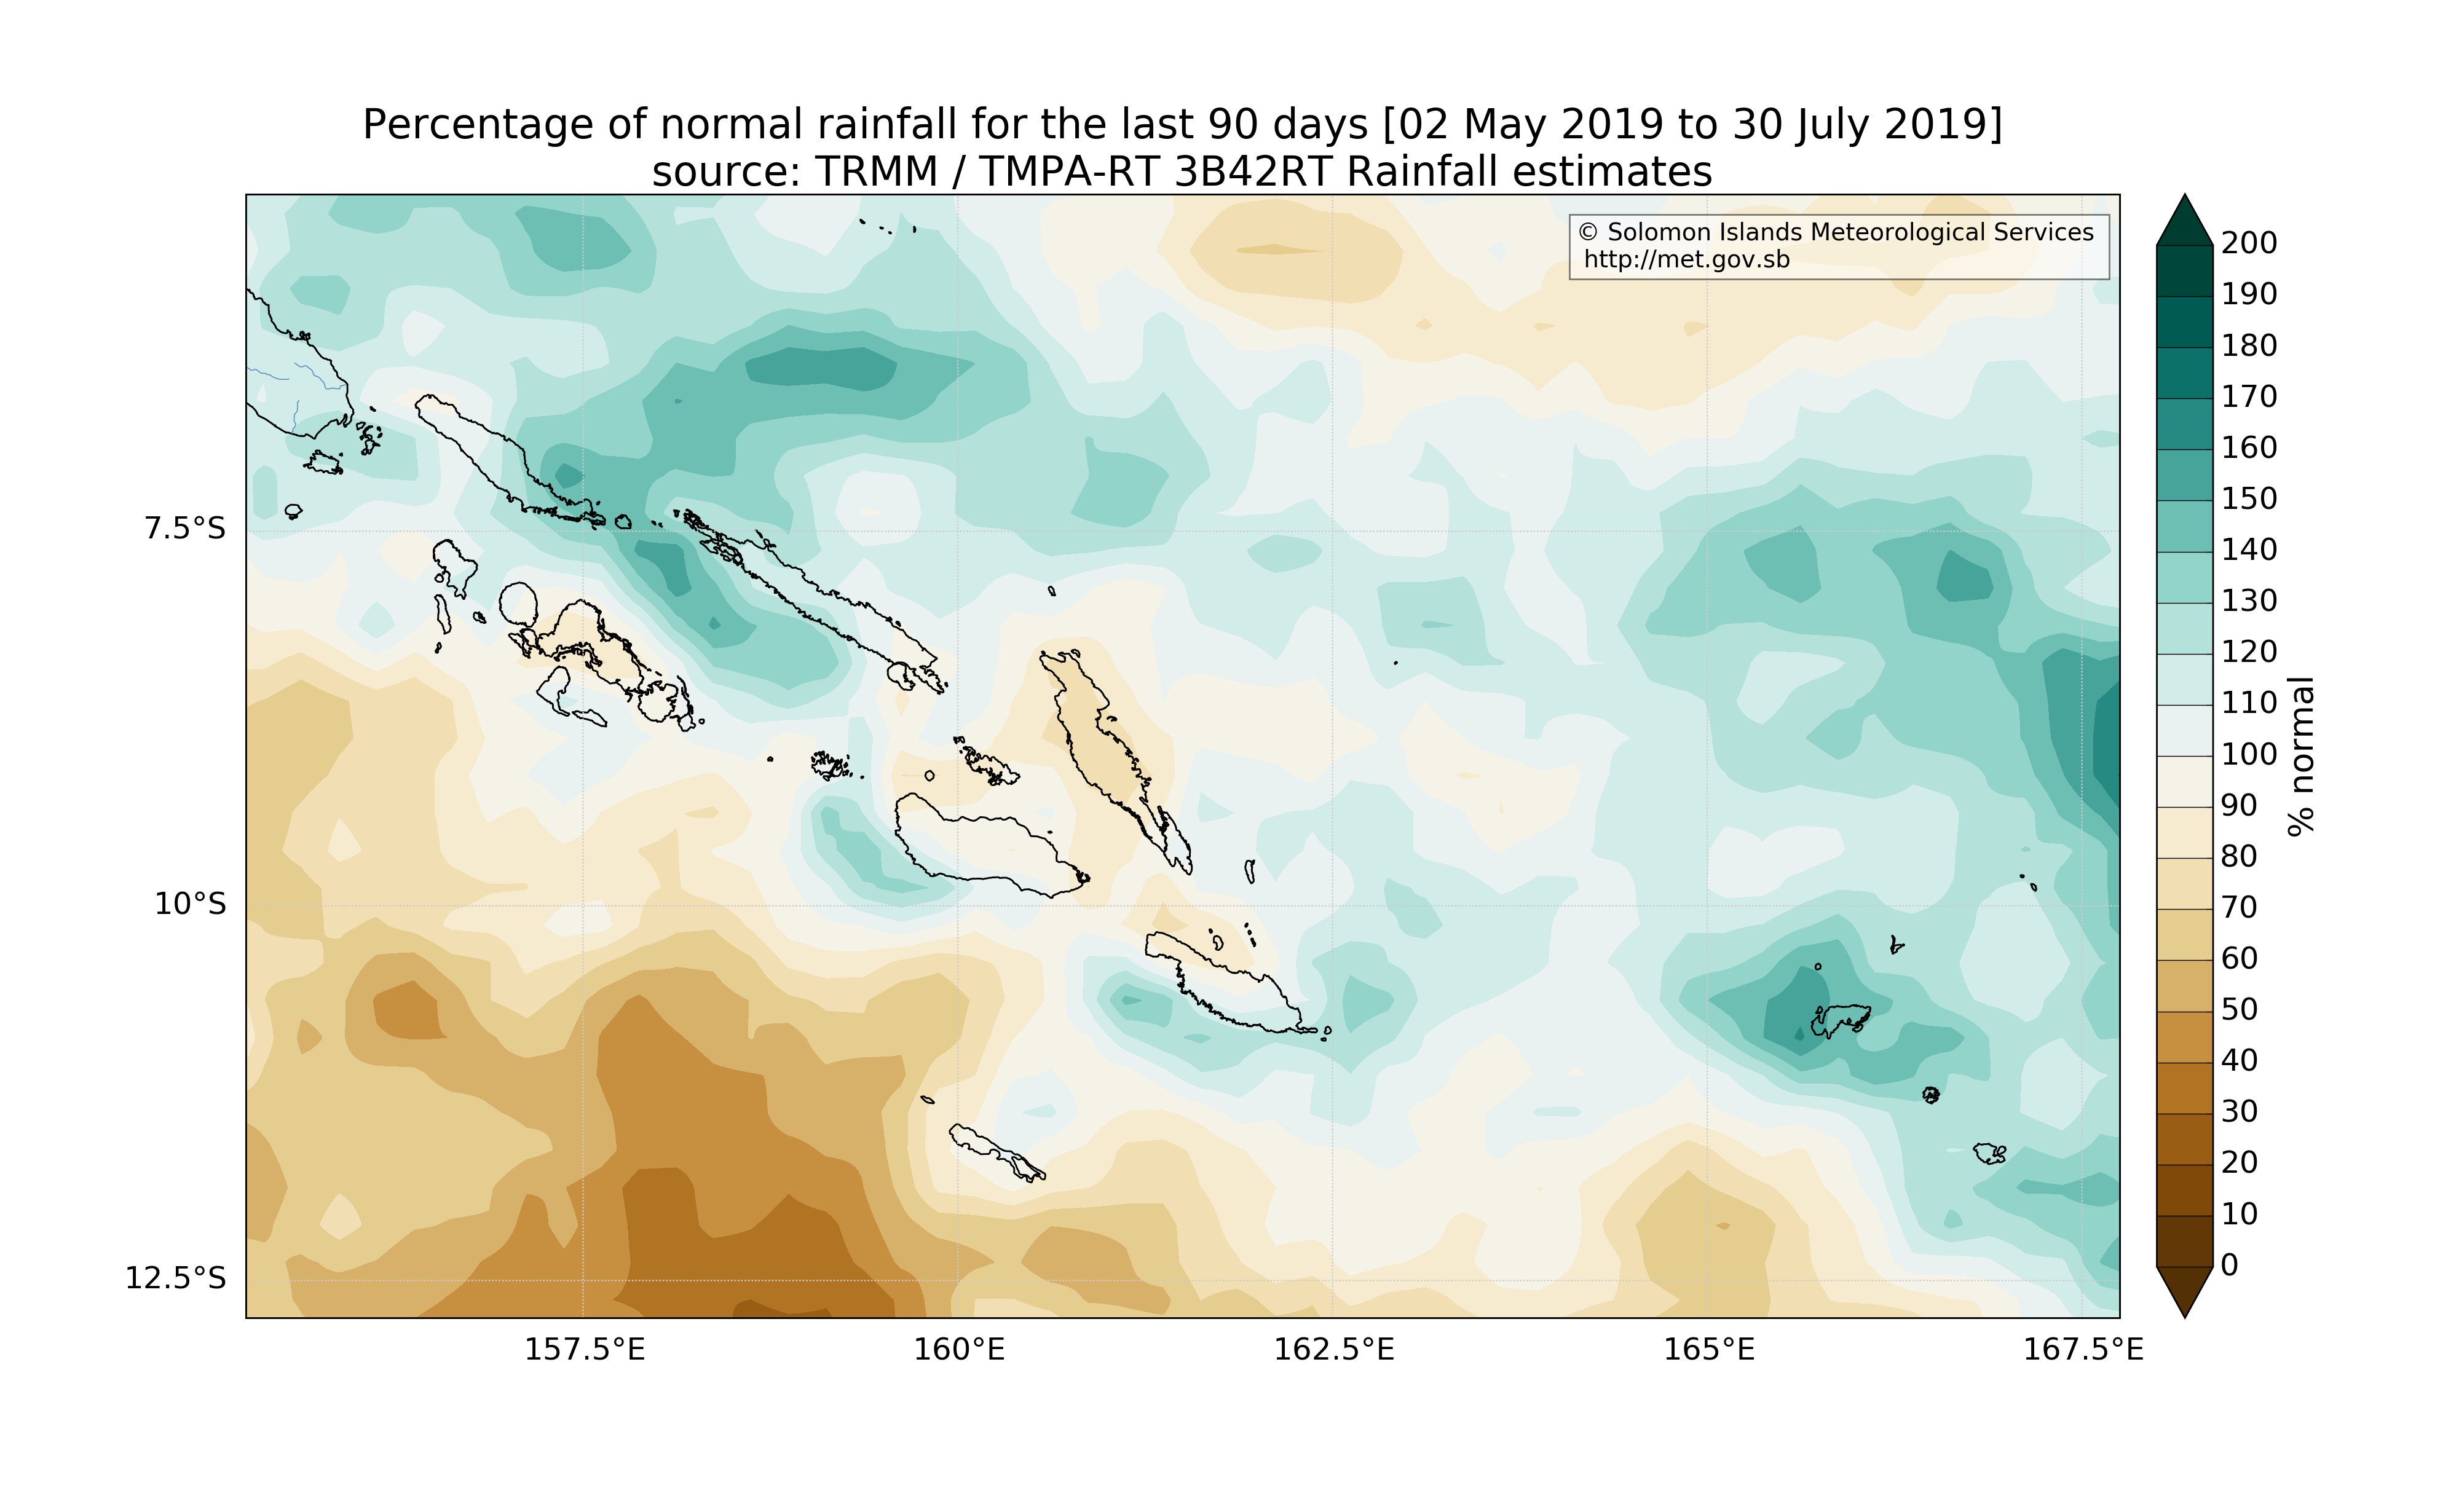 Percentage of normal rainfall for the last 90 days [02 May 2019 to 30 July 2019]
source: TRMM / TMPA-RT 3B42RT Rainfall estimates
© Solomon Islands Meteorological Services
http://met.gov.sb
7.5°S
10°S
12.5°S
157.5°E
160°E
162.5°E
165°E
167.5°E
200
190
180
170
160
150
140
130
120
110
100
90
80
70
60
50
40
30
20
10
0
% normal